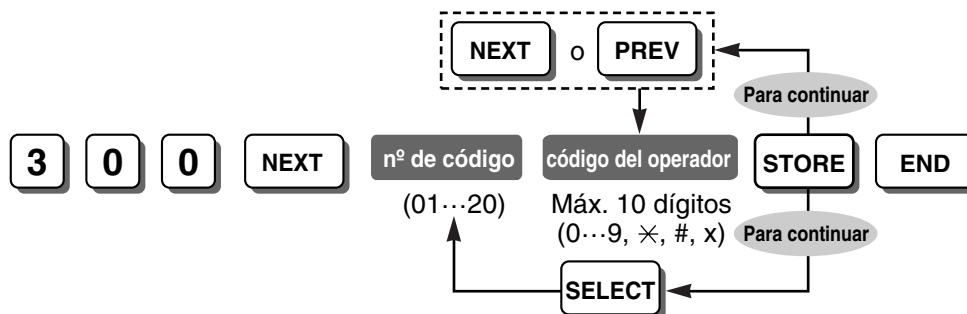 NEXT o PREV
Para continuar
3 0 0 NEXT nº de código código del operador STORE END
(01···20) Máx. 10 dígitos
(0···9, ✳, #, x) Para continuar
SELECT